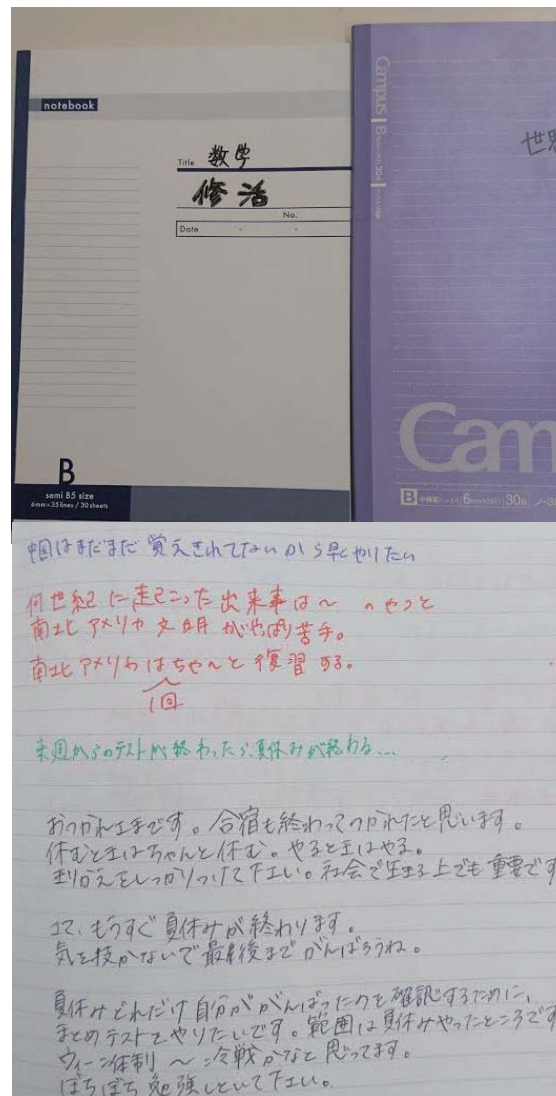 notebook
Title 数学
修活
No.
Date
B
semi B5 size
6mm×35lines / 30sheets
Campus
世界
Cam
B 6mm 30
中国はまだまだ覚えきれてないから早くやりたい
何世紀に起こった出来事は〜 のやつと
南北アメリカ文明がやっぱり苦手。
南北アメリカはちゃ〜んと復習する。
1回
来週からのテストが終わったら、夏休みが終わる…
おつかれさまです。合宿も終わってつかれたと思います。
休むときはちゃんと休む。やるときはやる。
切りかえをしっかりつけて下さい。社会で生きる上でも重要です
さて、もうすぐ夏休みが終わります。
気を抜かないで最後までがんばろうね。
夏休みどれだけ自分ががんばったのを確認するために、
まとめテストをやりたいです。範囲は夏休みやったところです
ウィーン体制 〜 冷戦かなと思ってます。
ぼちぼち勉強しといて下さい。